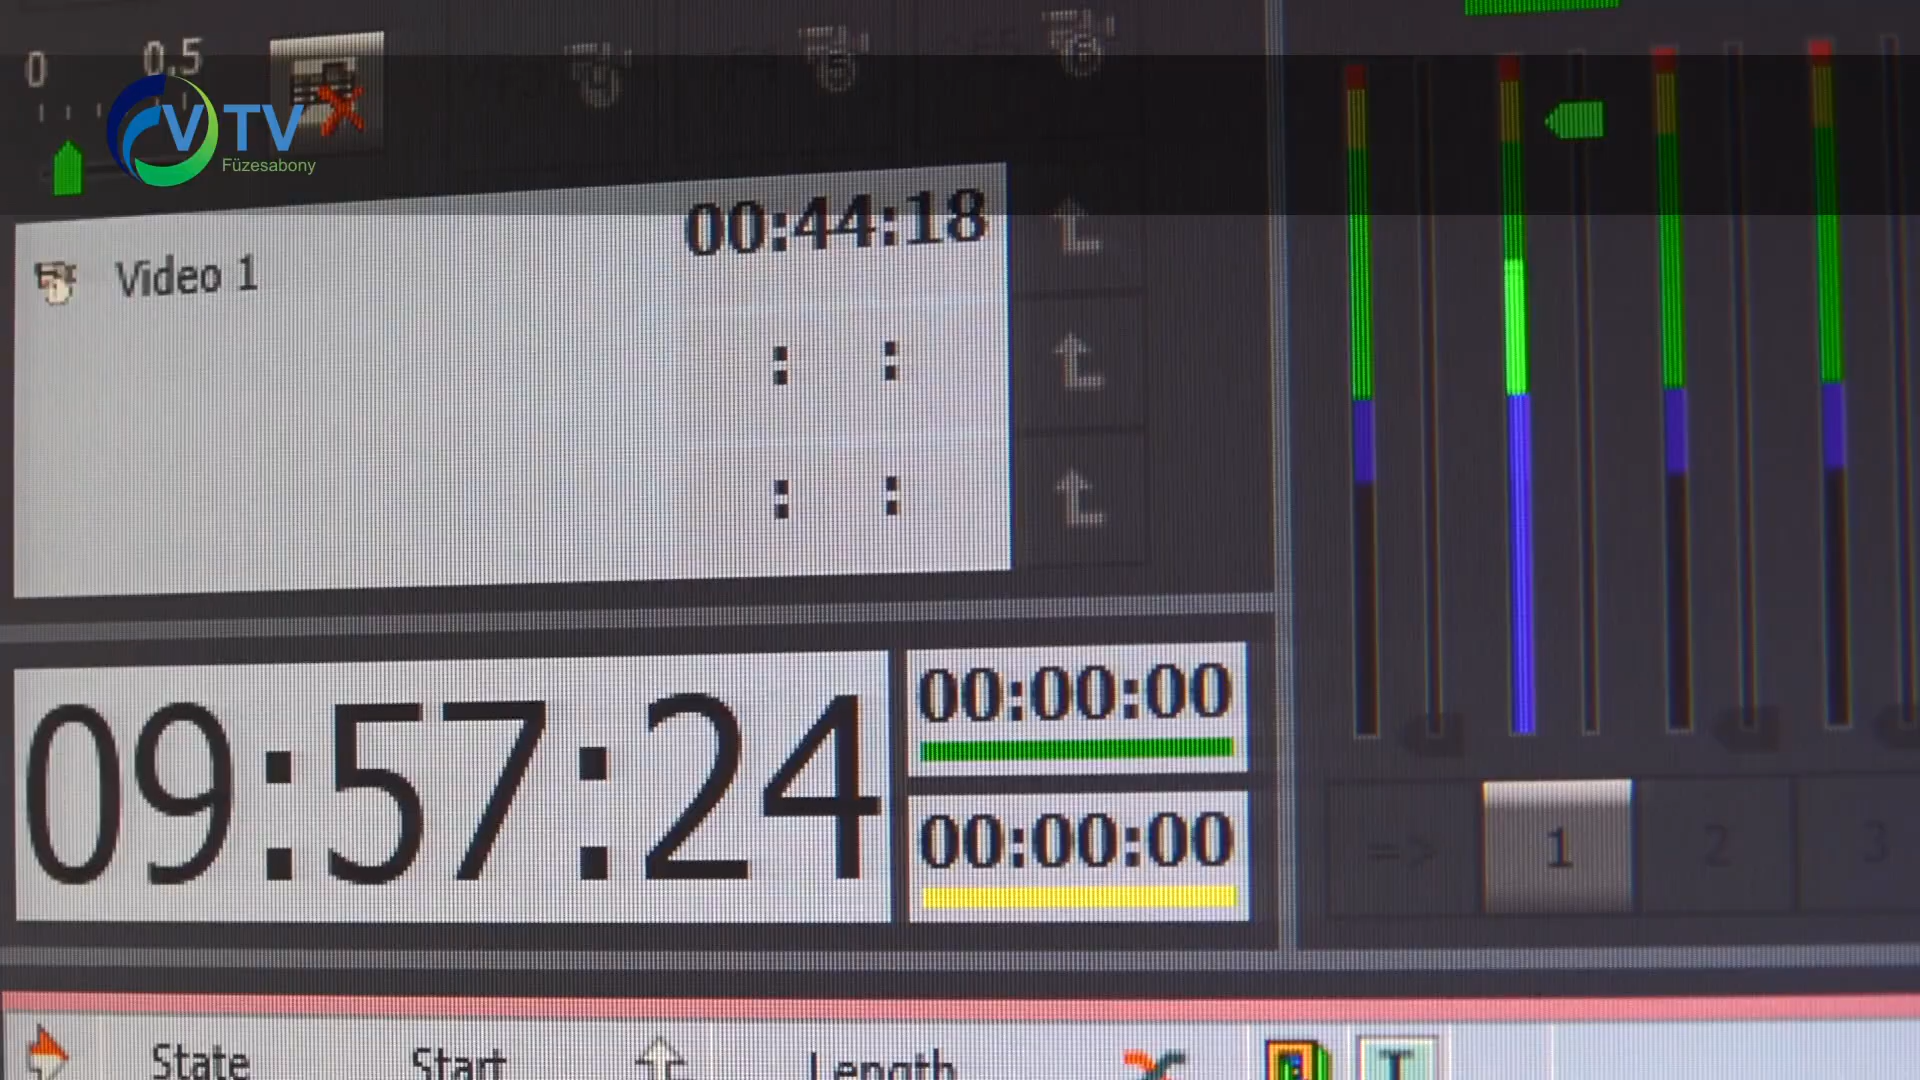 0 0.5
VTV
Füzesabony
00:44:18
Video 1
: :
: :
09:57:24
00:00:00
00:00:00
=> 1 2 3
State Start Length T